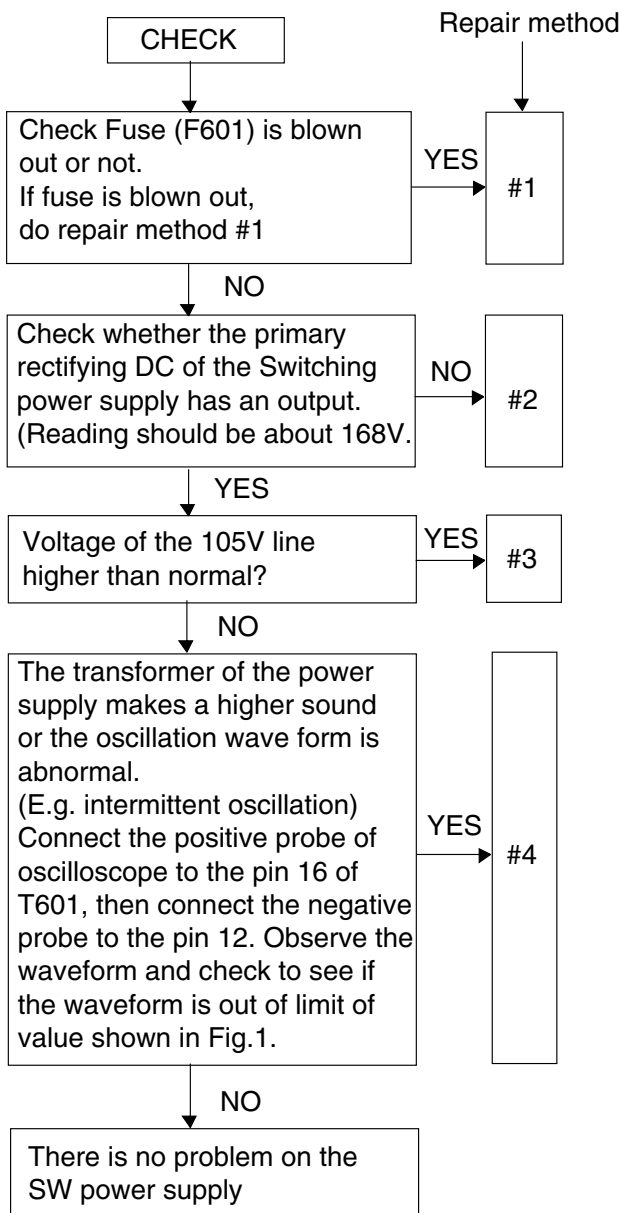 Repair method
CHECK
Check Fuse (F601) is blown
out or not.
If fuse is blown out,
do repair method #1
YES
#1
NO
Check whether the primary
rectifying DC of the Switching
power supply has an output.
(Reading should be about 168V.
NO
#2
YES
Voltage of the 105V line
higher than normal?
YES
#3
NO
The transformer of the power
supply makes a higher sound
or the oscillation wave form is
abnormal.
(E.g. intermittent oscillation)
Connect the positive probe of
oscilloscope to the pin 16 of
T601, then connect the negative
probe to the pin 12. Observe the
waveform and check to see if
the waveform is out of limit of
value shown in Fig.1.
YES
#4
NO
There is no problem on the
SW power supply